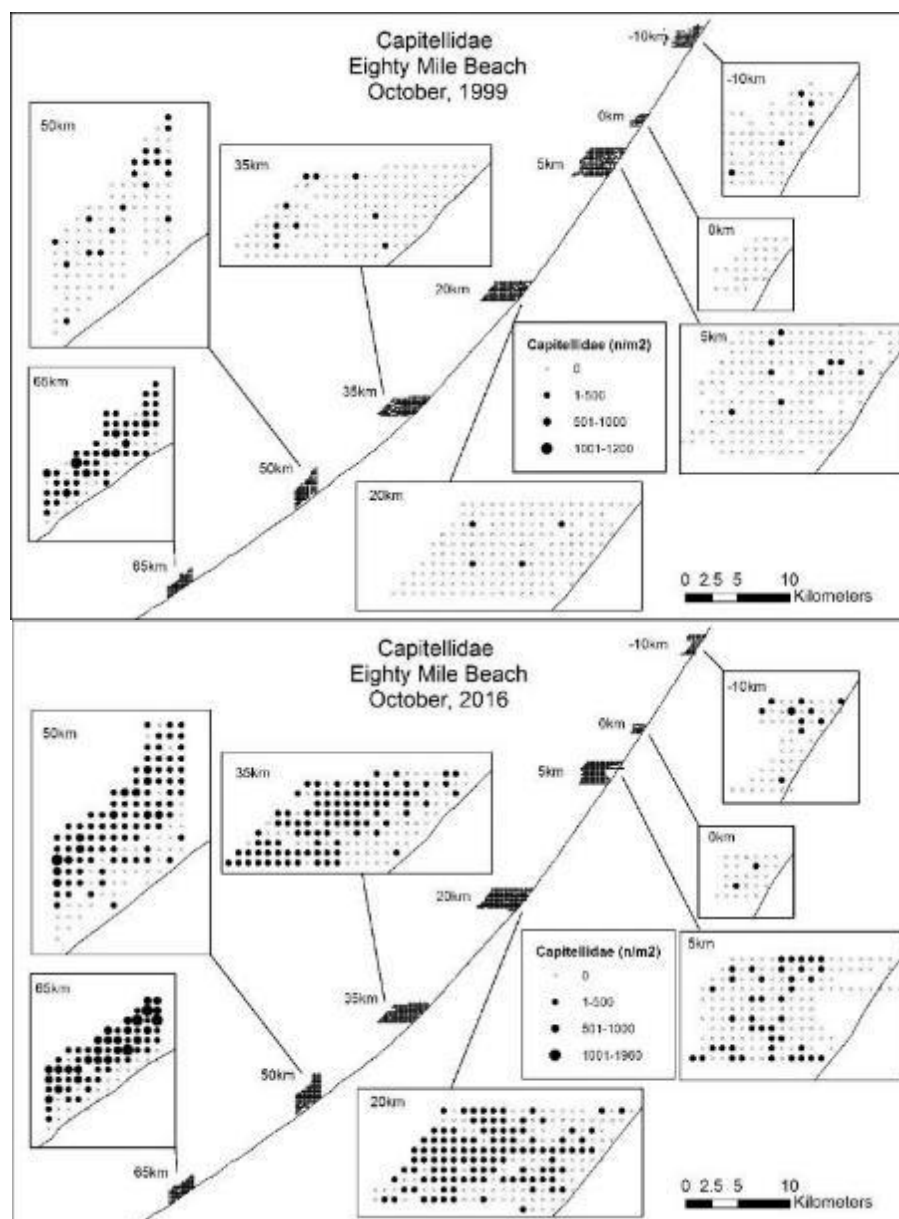 Capitellidae
Eighty Mile Beach
October, 1999
-10km
-10km
50km
35km
0km
5km
0km
20km
5km
Capitellidae (n/m2)
0
1-500
501-1000
1001-1200
65km
35km
50km
20km
65km
0 2.5 5 10
Kilometers
Capitellidae
Eighty Mile Beach
October, 2016
-10km
-10km
50km
35km
0km
5km
0km
20km
5km
Capitellidae (n/m2)
0
1-500
501-1000
1001-1960
65km
35km
50km
20km
65km
0 2.5 5 10
Kilometers